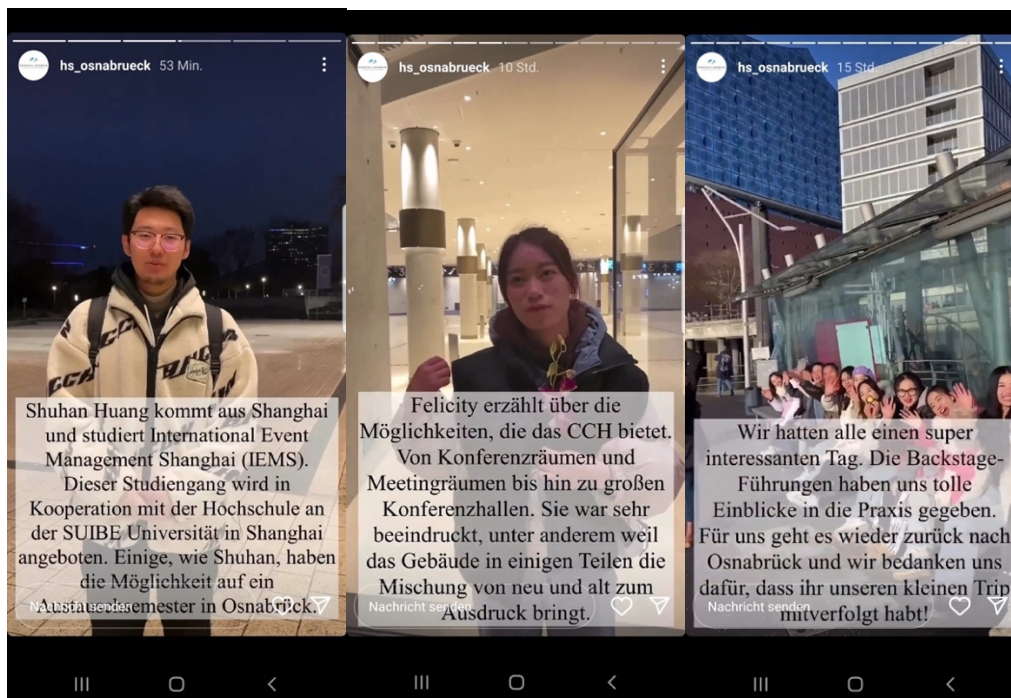 hs_osnabrueck 53 Min.
Shuhan Huang kommt aus Shanghai
und studiert International Event
Management Shanghai (IEMS).
Dieser Studiengang wird in
Kooperation mit der Hochschule an
der SUIBE Universität in Shanghai
angeboten. Einige, wie Shuhan, haben
die Möglichkeit auf ein
Austauschsemester in Osnabrück.
Nachricht senden
hs_osnabrueck 10 Std.
Felicity erzählt über die
Möglichkeiten, die das CCH bietet.
Von Konferenzräumen und
Meetingräumen bis hin zu großen
Konferenzhallen. Sie war sehr
beeindruckt, unter anderem weil
das Gebäude in einigen Teilen die
Mischung von neu und alt zum
Ausdruck bringt.
Nachricht senden
hs_osnabrueck 15 Std.
Wir hatten alle einen super
interessanten Tag. Die Backstage-
Führungen haben uns tolle
Einblicke in die Praxis gegeben.
Für uns geht es wieder zurück nach
Osnabrück und wir bedanken uns
dafür, dass ihr unseren kleinen Trip
mitverfolgt habt!
Nachricht senden